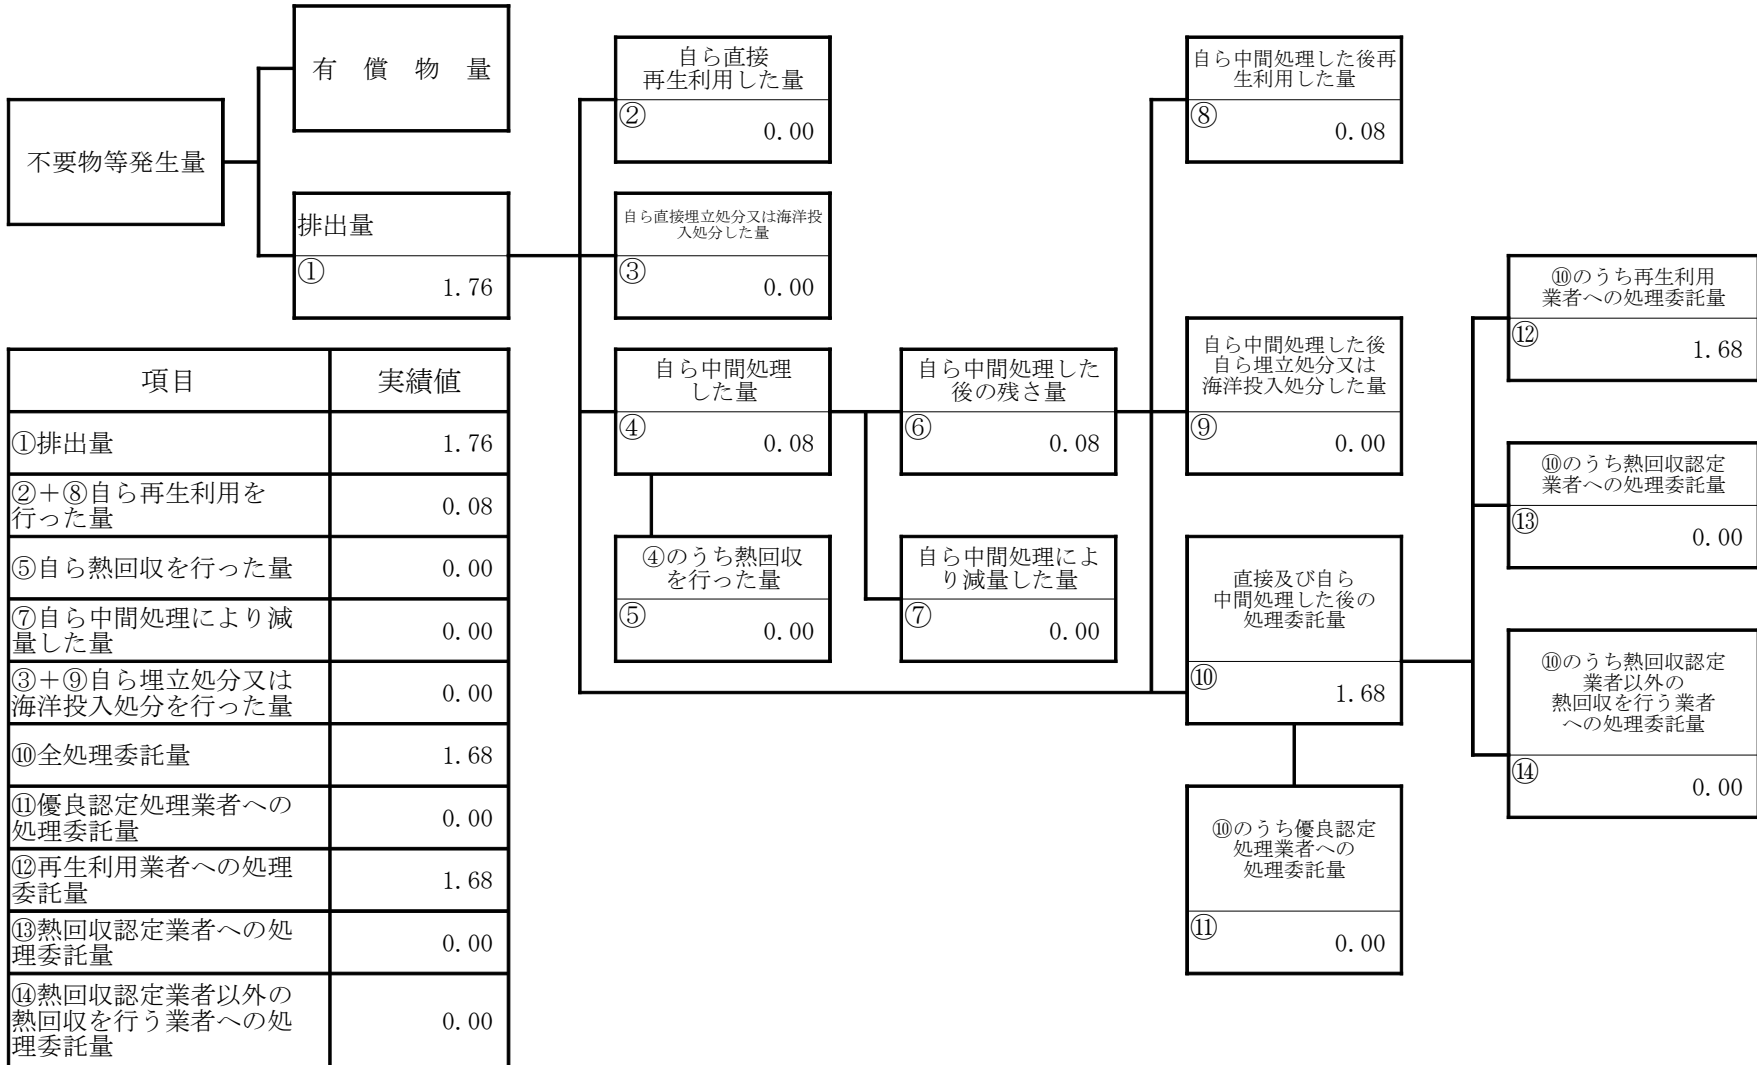 有 償 物 量
不要物等発生量
排出量
①
1.76
自ら直接
再生利用した量
②
0.00
自ら直接埋立処分又は海洋投
入処分した量
③
0.00
自ら中間処理
した量
④
0.08
④のうち熱回収
を行った量
⑤
0.00
自ら中間処理した
後の残さ量
⑥
0.08
自ら中間処理によ
り減量した量
⑦
0.00
自ら中間処理した後再
生利用した量
⑧
0.08
自ら中間処理した後
自ら埋立処分又は
海洋投入処分した量
⑨
0.00
直接及び自ら
中間処理した後の
処理委託量
⑩
1.68
⑩のうち優良認定
処理業者への
処理委託量
⑪
0.00
⑩のうち再生利用
業者への処理委託量
⑫
1.68
⑩のうち熱回収認定
業者への処理委託量
⑬
0.00
⑩のうち熱回収認定
業者以外の
熱回収を行う業者
への処理委託量
⑭
0.00
項目 実績値
①排出量 1.76
②＋⑧自ら再生利用を
行った量 0.08
⑤自ら熱回収を行った量 0.00
⑦自ら中間処理により減
量した量 0.00
③＋⑨自ら埋立処分又は
海洋投入処分を行った量 0.00
⑩全処理委託量 1.68
⑪優良認定処理業者への
処理委託量 0.00
⑫再生利用業者への処理
委託量 1.68
⑬熱回収認定業者への処
理委託量 0.00
⑭熱回収認定業者以外の
熱回収を行う業者への処
理委託量 0.00